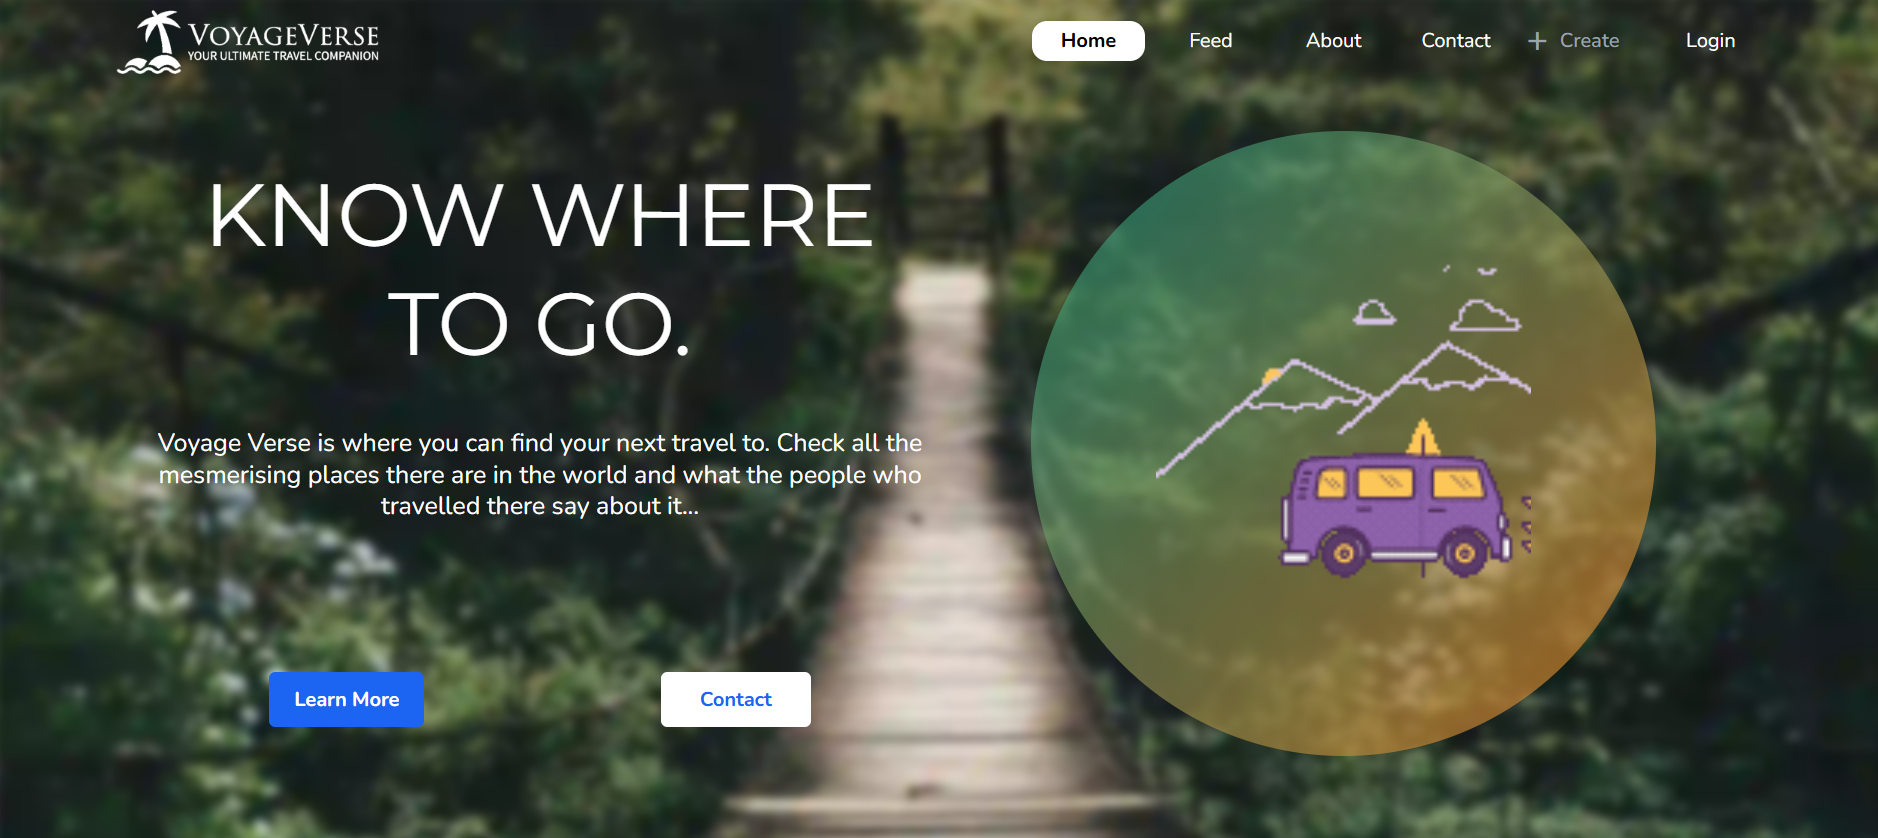 VOYAGEVERSE
YOUR ULTIMATE TRAVEL COMPANION
Home
Feed
About
Contact
+ Create
Login
KNOW WHERE
TO GO.
Voyage Verse is where you can find your next travel to. Check all the
mesmerising places there are in the world and what the people who
travelled there say about it...
Learn More
Contact